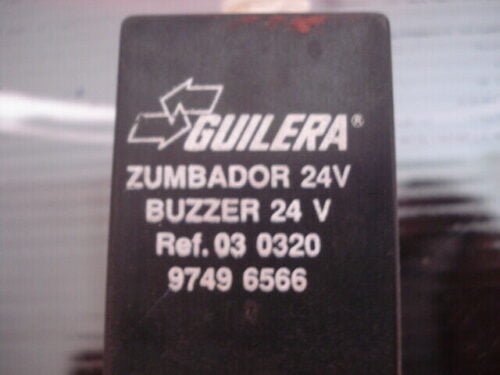 GUILERA®
ZUMBADOR 24V
BUZZER 24 V
Ref. 03 0320
9749 6566